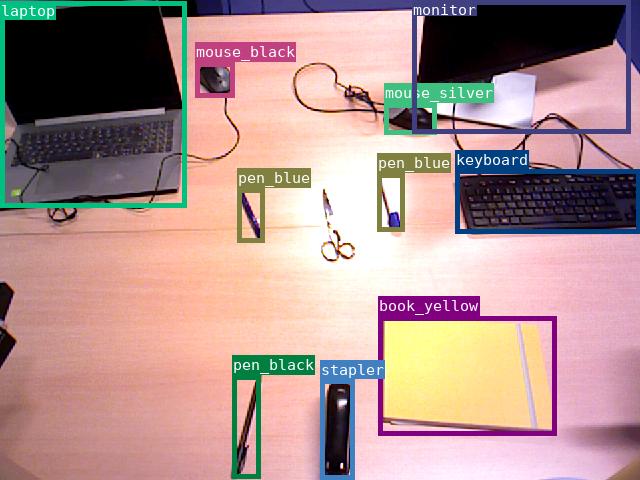 laptop
monitor
mouse_black
mouse_silver
pen_blue
pen_blue
keyboard
book_yellow
pen_black
stapler